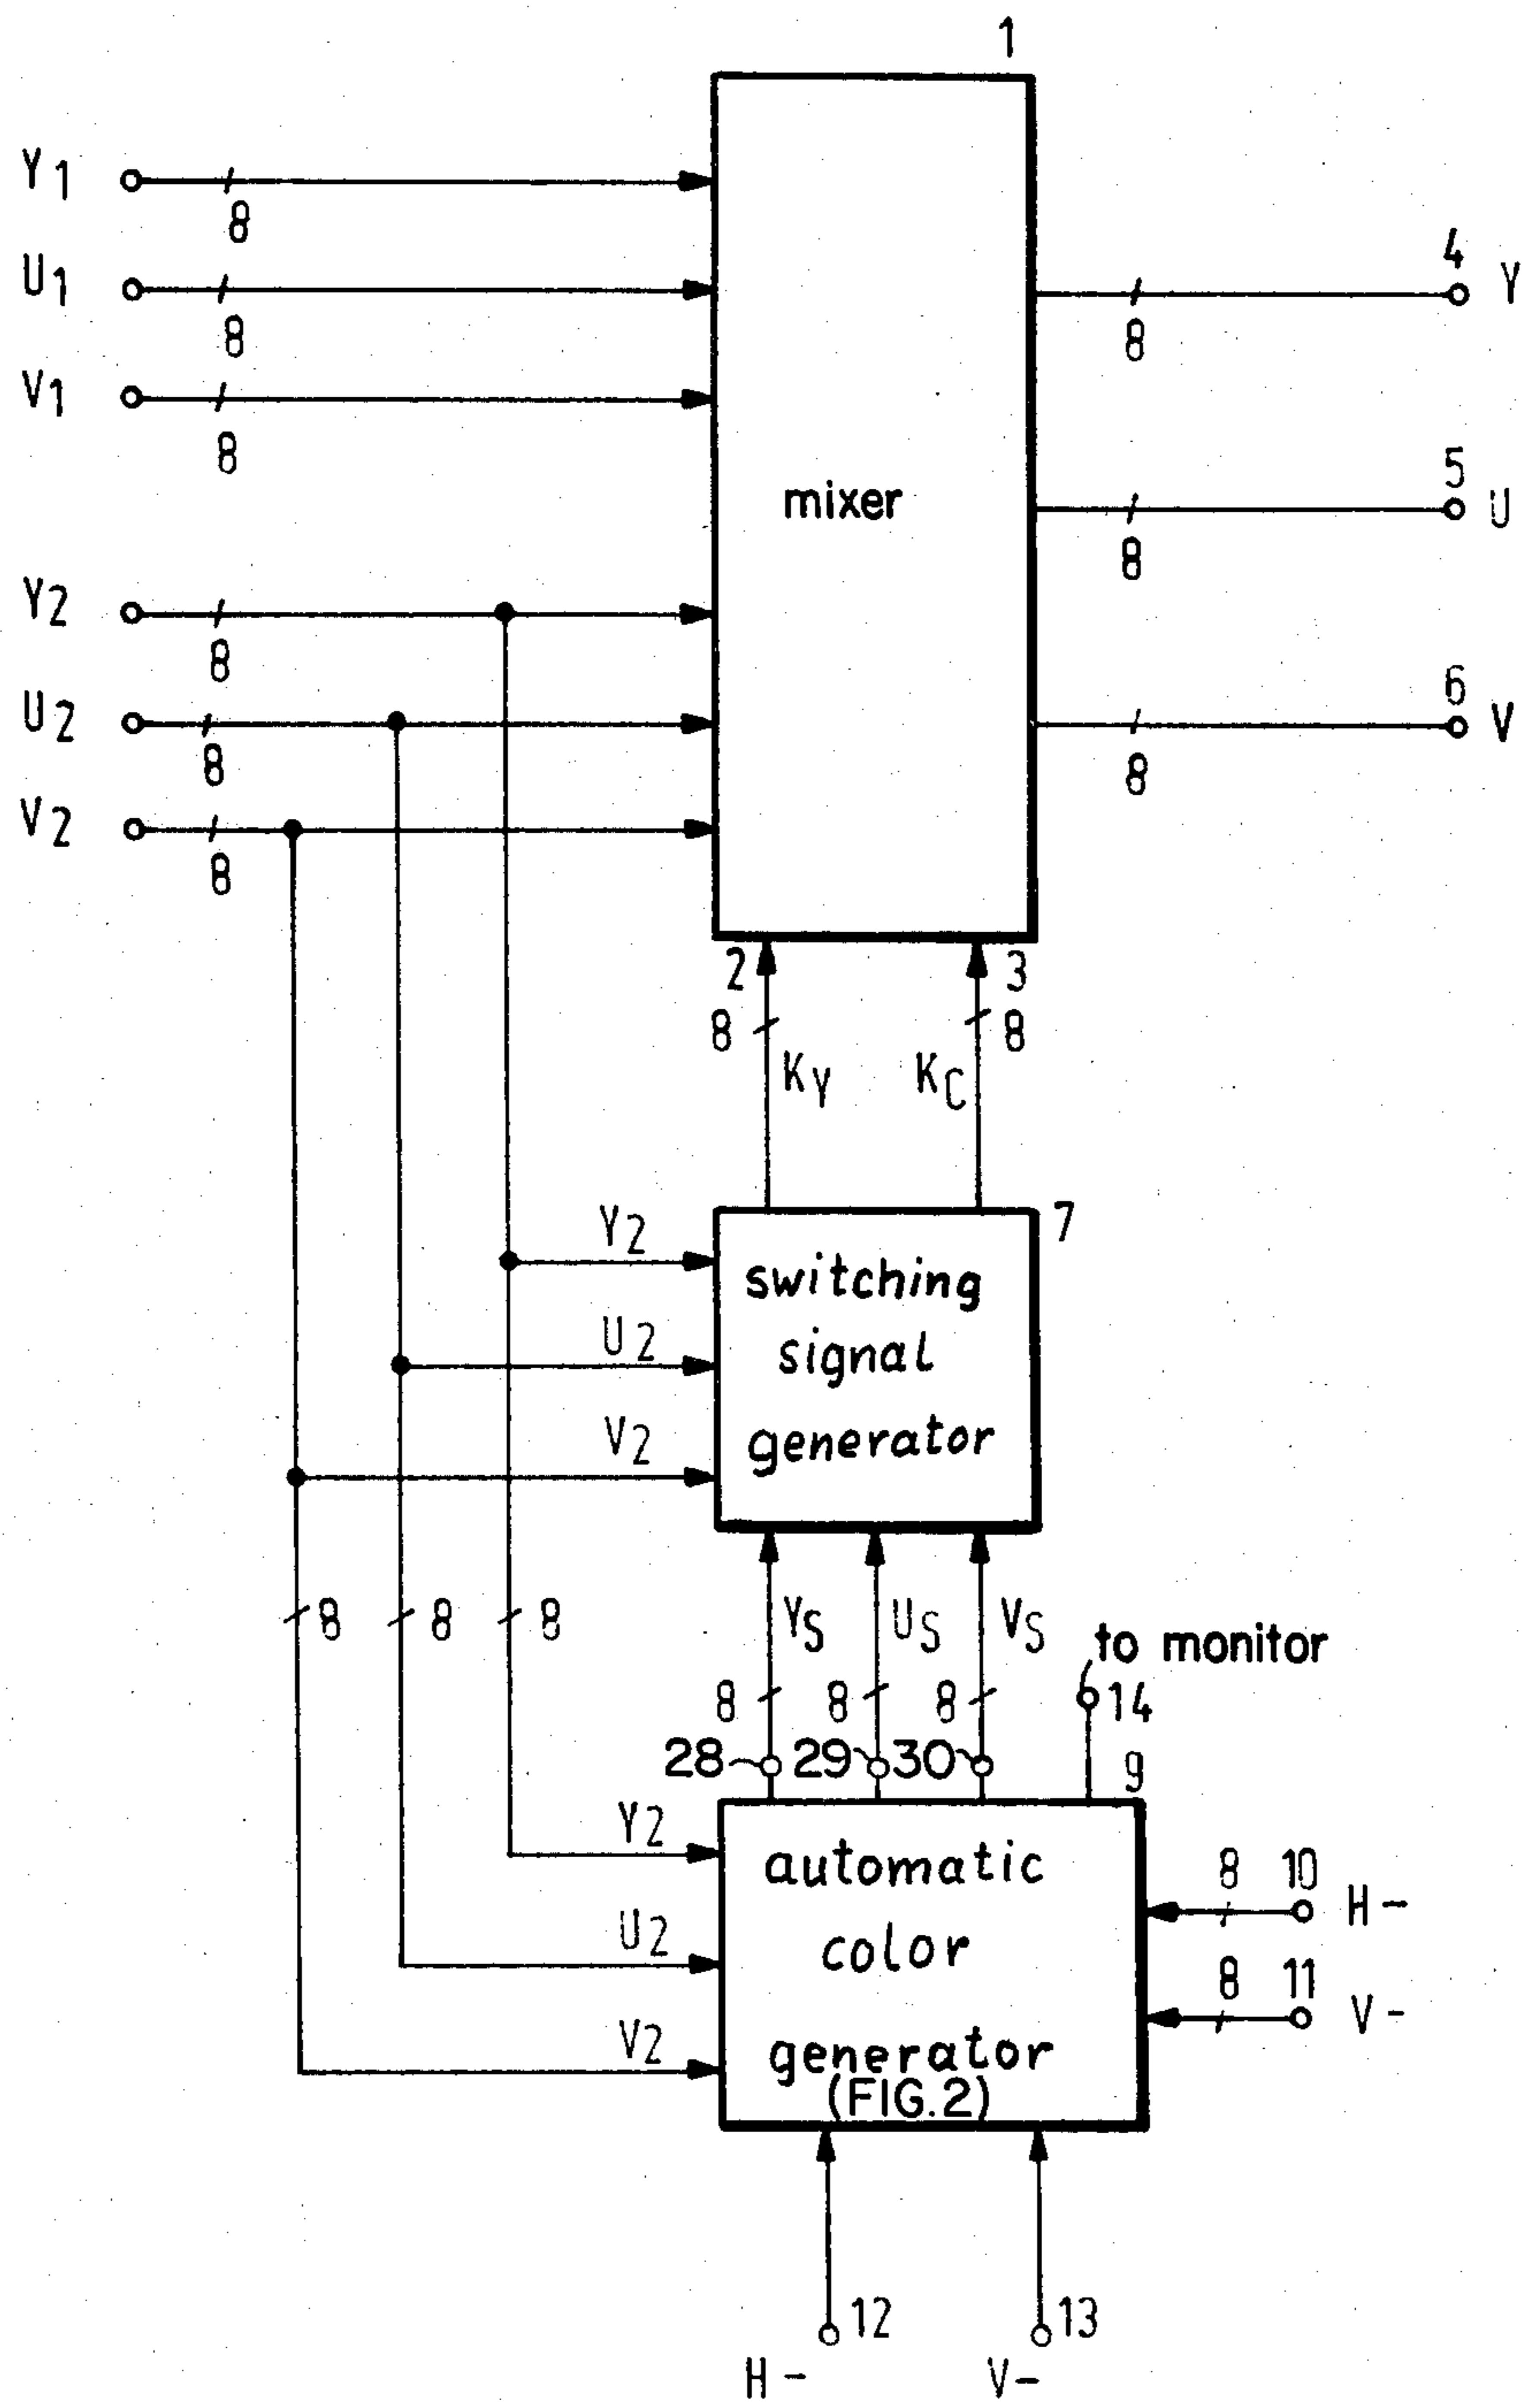 1
Y1
8
U1
8
4
Y
8
V1
8
5
mixer
U
8
Y2
8
6
U2
V
8
8
V2
8
2
3
8
8
KY
KC
7
Y2
switching
U2
signal
V2
generator
8
8
8
YS
US
VS
to monitor
8
8
8
14
28
29
30
9
Y2
automatic
8
10
H-
U2
color
8
11
V-
V2
generator
(FIG.2)
12
13
H-
V-